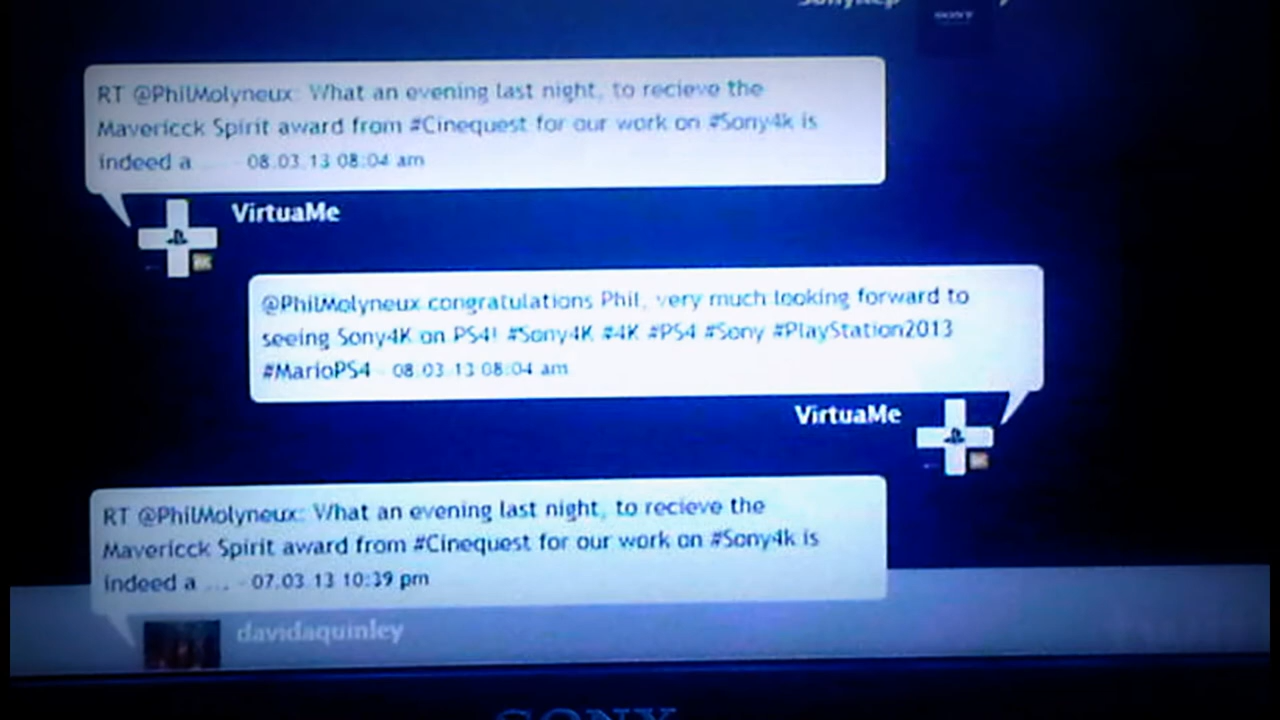 SonyRep
SONY
RT @PhilMolyneux: What an evening last night, to recieve the
Mavericck Spirit award from #Cinequest for our work on #Sony4k is
indeed a ... - 08.03.13 08:04 am
VirtuaMe
@PhilMolyneux congratulations Phil, very much looking forward to
seeing Sony4K on PS4! #Sony4K #4K #PS4 #Sony #PlayStation2013
#MarioPS4 - 08.03.13 08:04 am
VirtuaMe
RT @PhilMolyneux: What an evening last night, to recieve the
Mavericck Spirit award from #Cinequest for our work on #Sony4k is
indeed a ... - 07.03.13 10:39 pm
davidaquinley
SONY